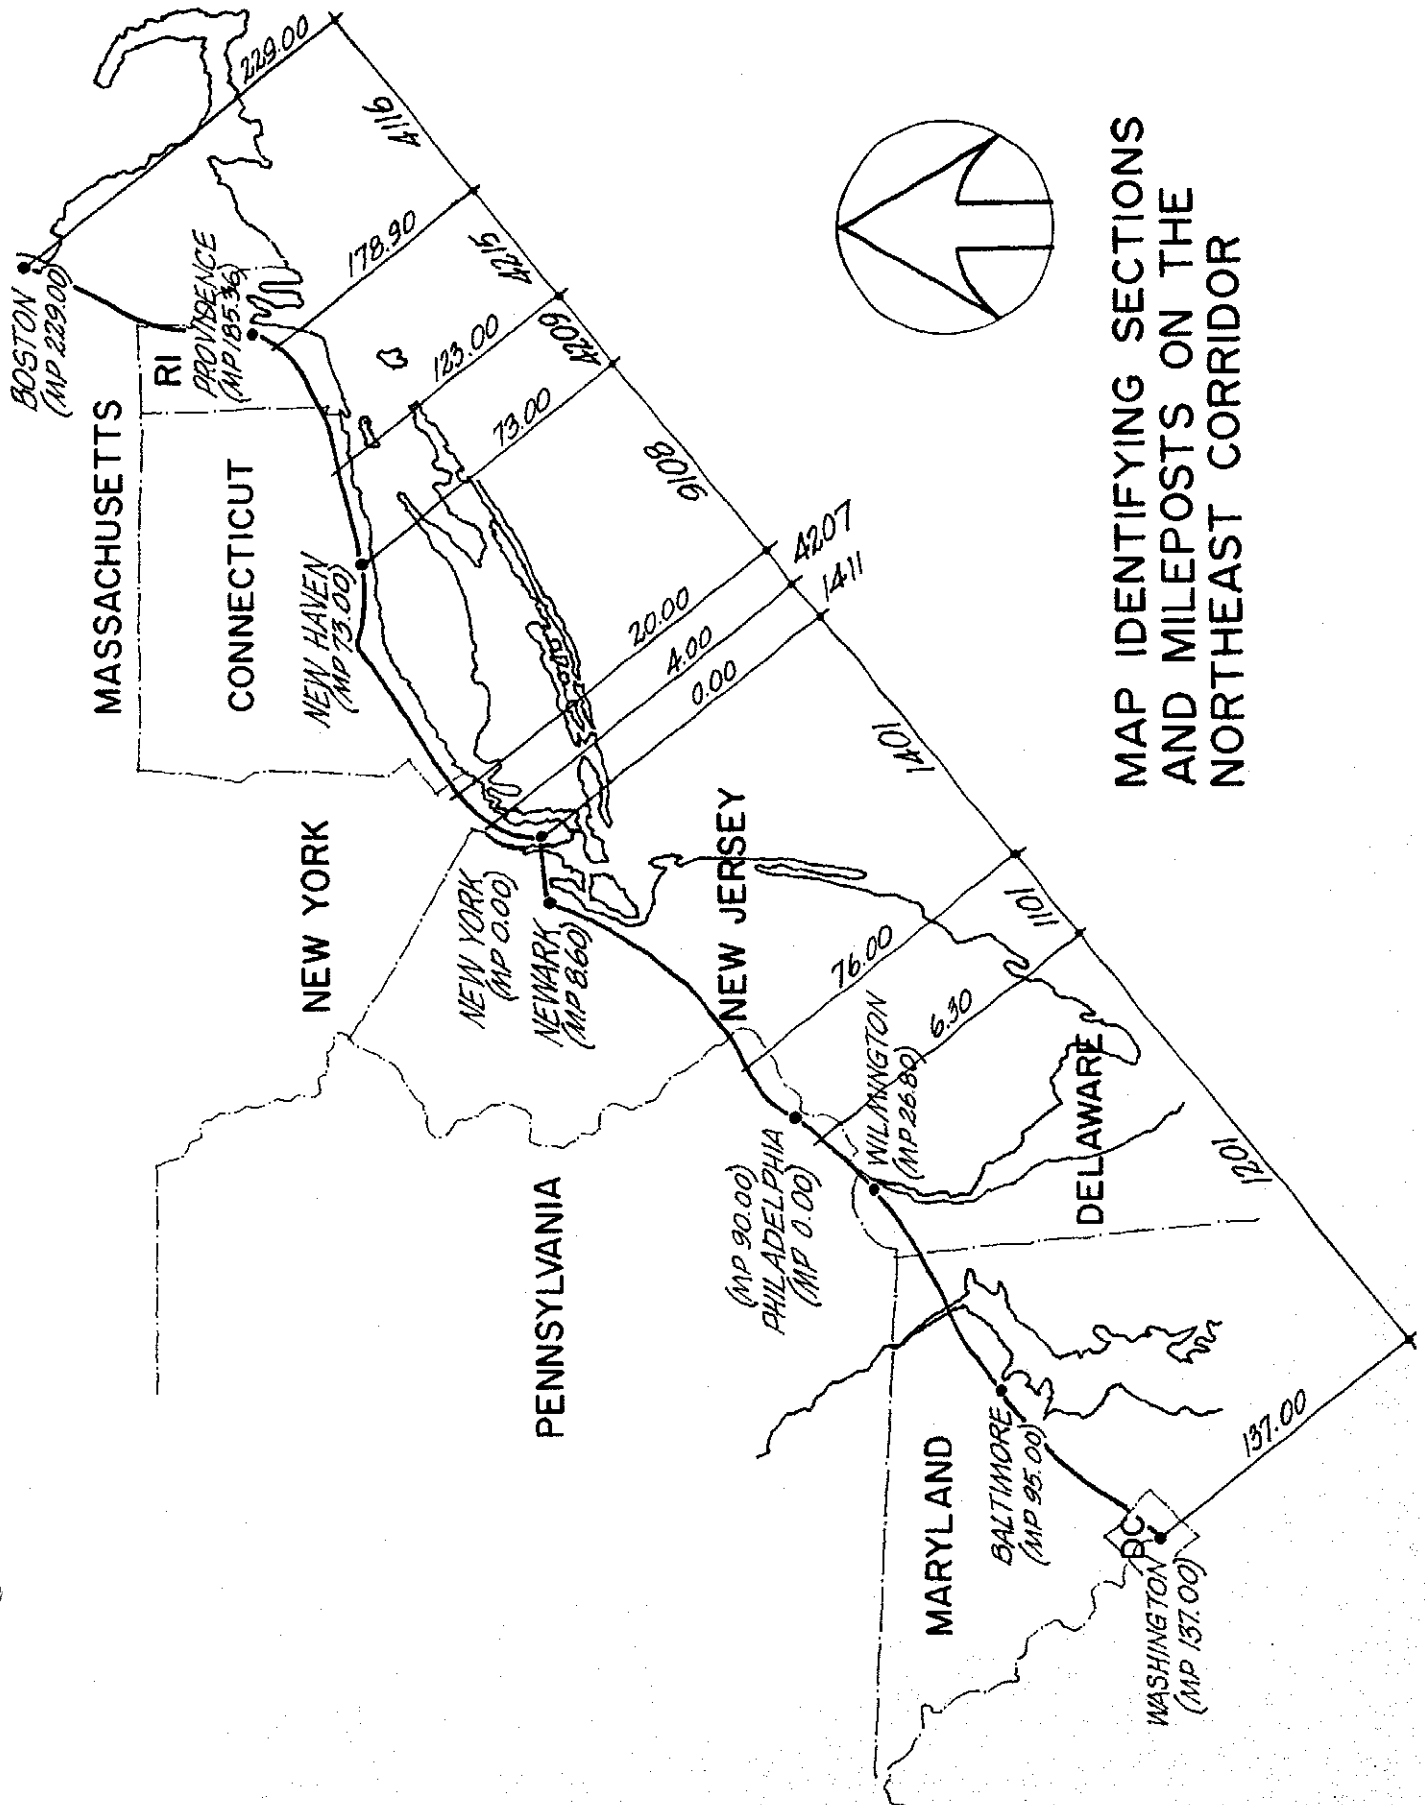 BOSTON
(MP 229.00)
229.00
MASSACHUSETTS
RI
PROVIDENCE
(MP 185.36)
178.90
4116
CONNECTICUT
123.00
4215
NEW HAVEN
(MP 73.00)
73.00
4209
9108
NEW YORK
20.00
4.00
0.00
4207
1411
NEW YORK
(MP 0.00)
NEWARK
(MP 8.60)
NEW JERSEY
1401
76.00
1101
PENNSYLVANIA
(MP 90.00)
PHILADELPHIA
(MP 0.00)
WILMINGTON
(MP 26.80)
6.30
DELAWARE
1201
MARYLAND
BALTIMORE
(MP 95.00)
DC
WASHINGTON
(MP 137.00)
137.00
MAP IDENTIFYING SECTIONS
AND MILEPOSTS ON THE
NORTHEAST CORRIDOR